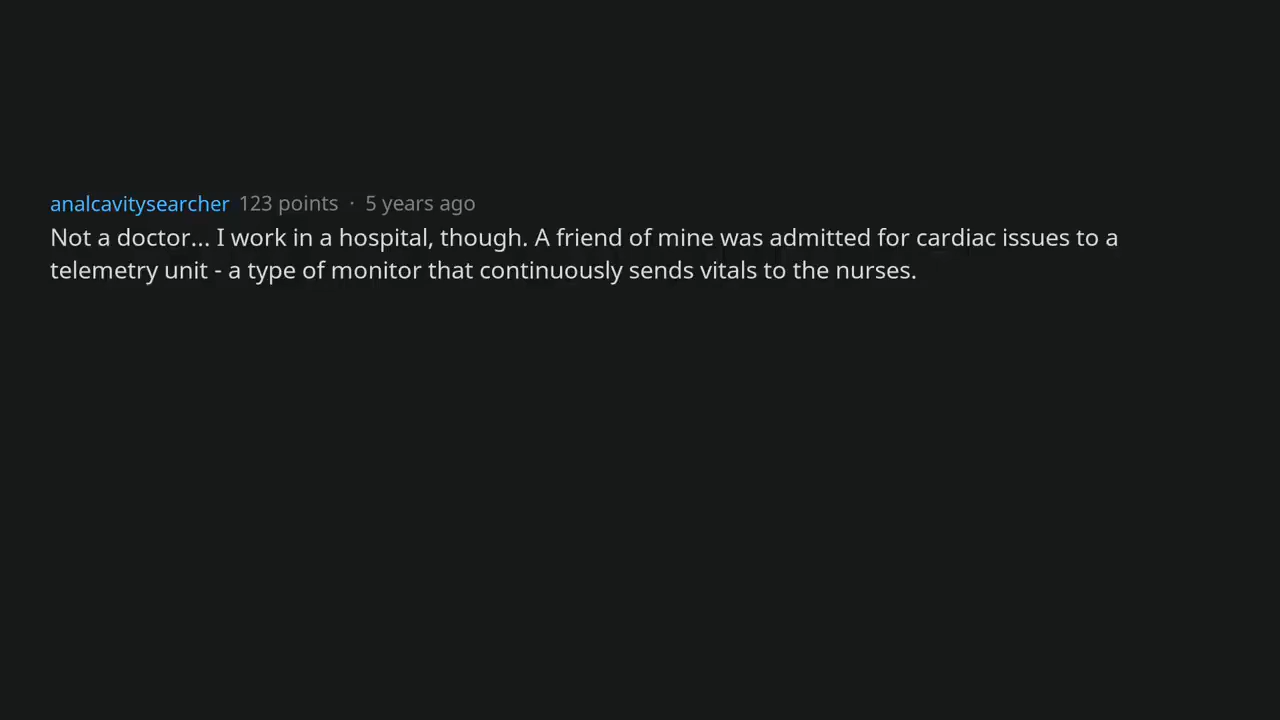 analcavitysearcher 123 points · 5 years ago
Not a doctor... I work in a hospital, though. A friend of mine was admitted for cardiac issues to a
telemetry unit - a type of monitor that continuously sends vitals to the nurses.